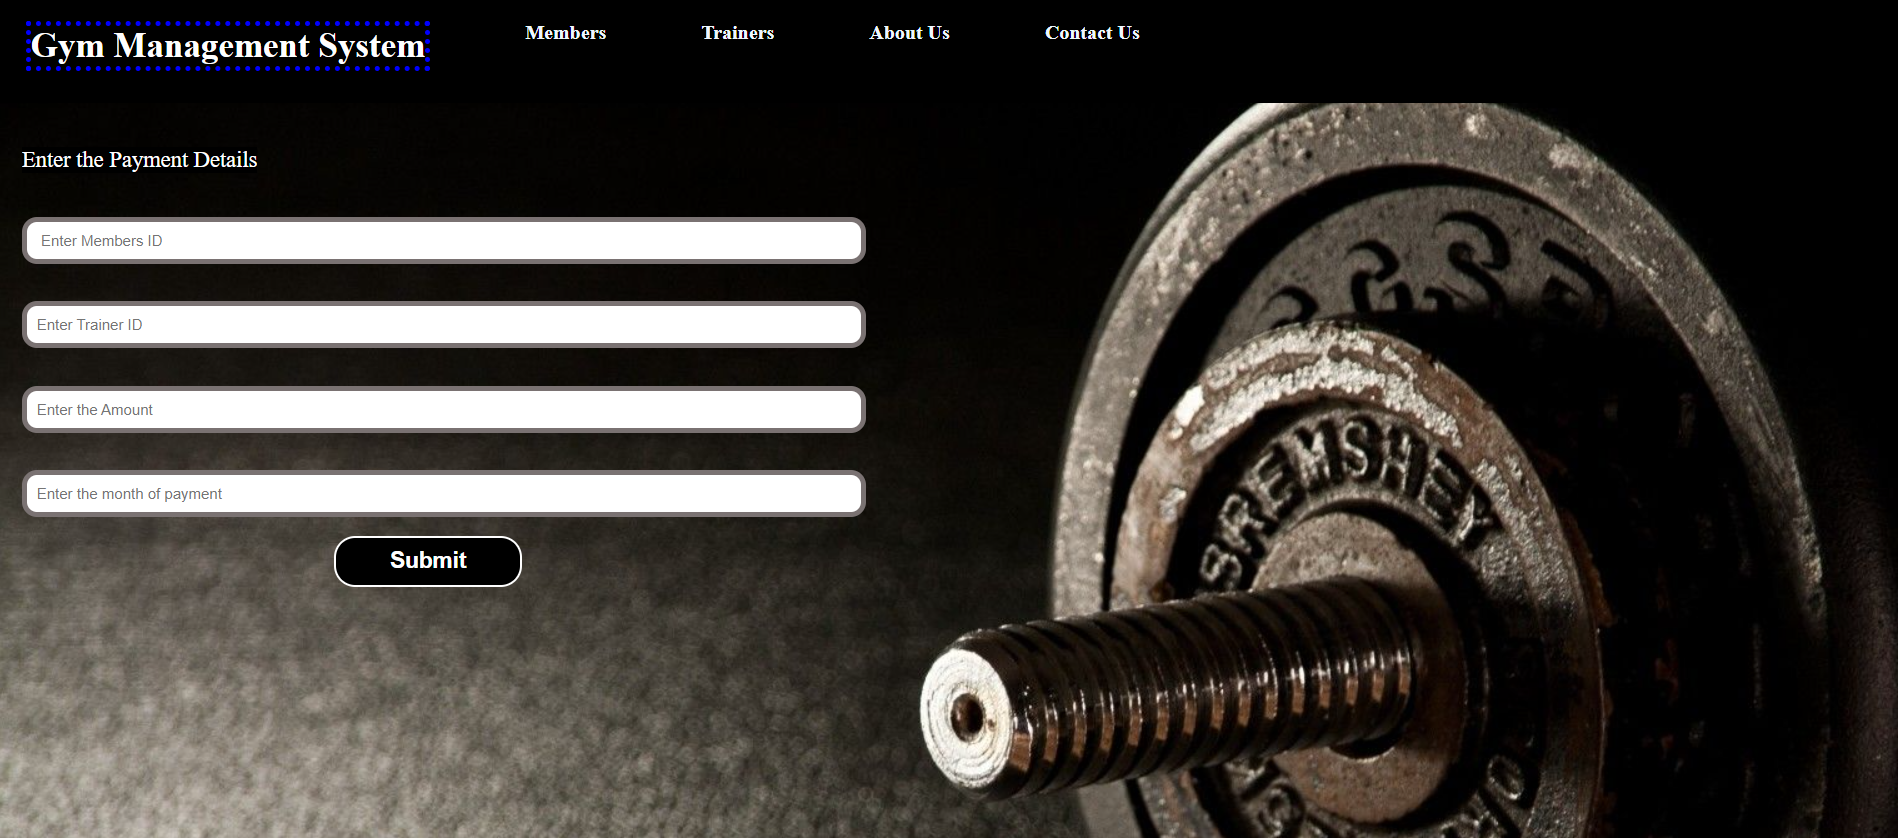 Gym Management System
Members
Trainers
About Us
Contact Us
Enter the Payment Details
Enter Members ID
Enter Trainer ID
Enter the Amount
Enter the month of payment
Submit
BREMSHEY